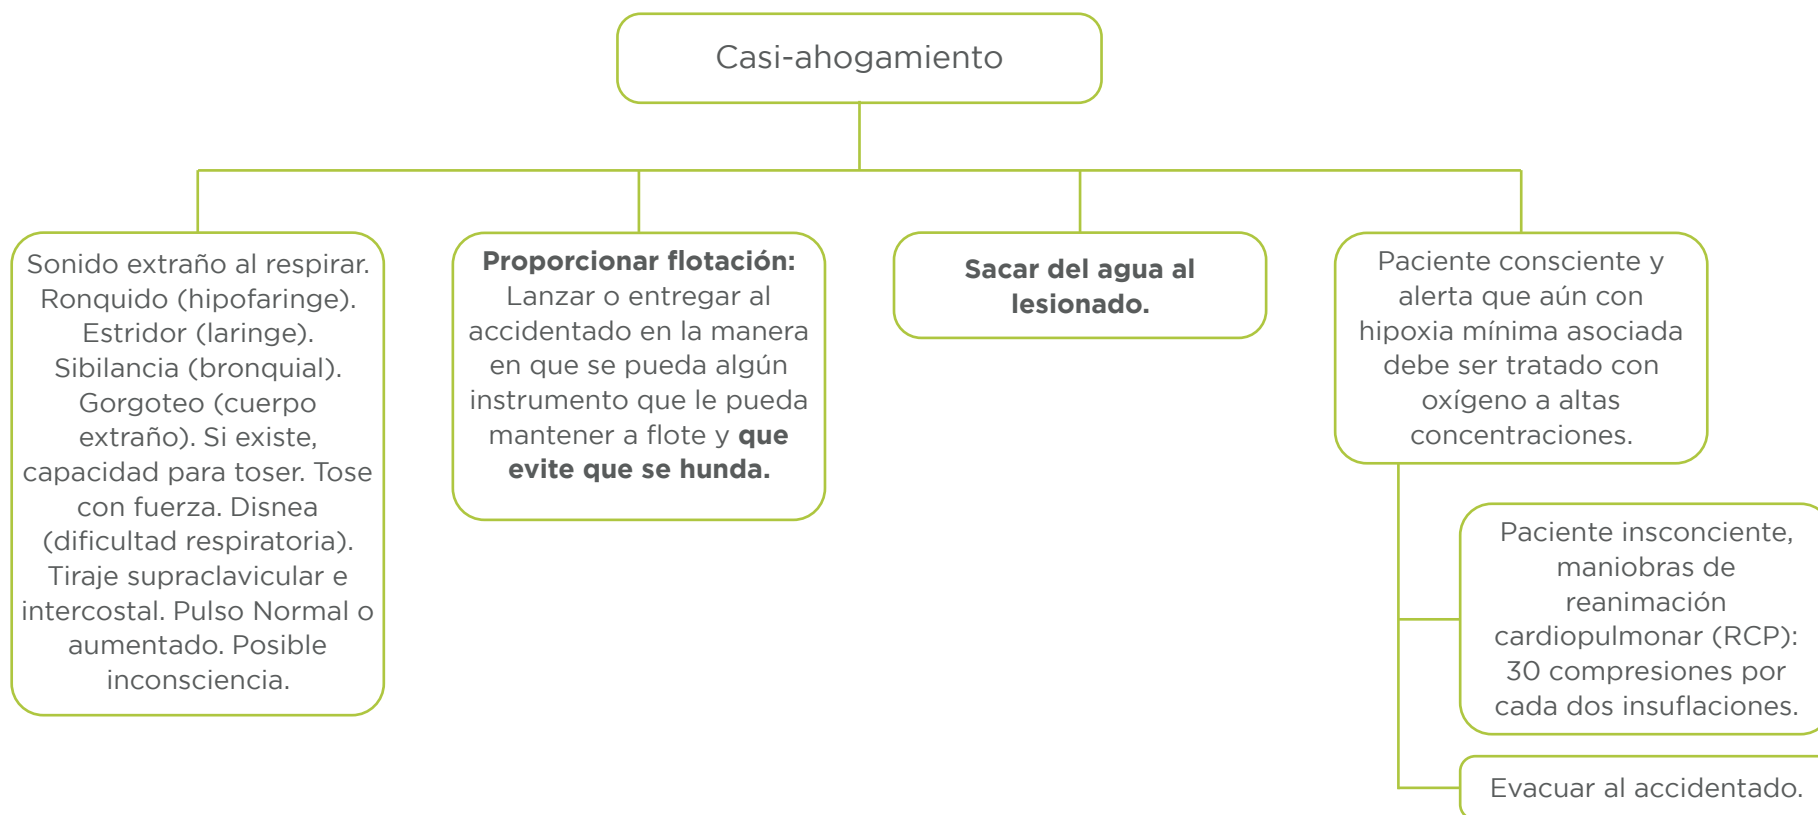 Casi-ahogamiento
Sonido extraño al respirar.
Ronquido (hipofaringe).
Estridor (laringe).
Sibilancia (bronquial).
Gorgoteo (cuerpo
extraño). Si existe,
capacidad para toser. Tose
con fuerza. Disnea
(dificultad respiratoria).
Tiraje supraclavicular e
intercostal. Pulso Normal o
aumentado. Posible
inconsciencia.
Proporcionar flotación:
Lanzar o entregar al
accidentado en la manera
en que se pueda algún
instrumento que le pueda
mantener a flote y que
evite que se hunda.
Sacar del agua al
lesionado.
Paciente consciente y
alerta que aún con
hipoxia mínima asociada
debe ser tratado con
oxígeno a altas
concentraciones.
Paciente insconciente,
maniobras de
reanimación
cardiopulmonar (RCP):
30 compresiones por
cada dos insuflaciones.
Evacuar al accidentado.